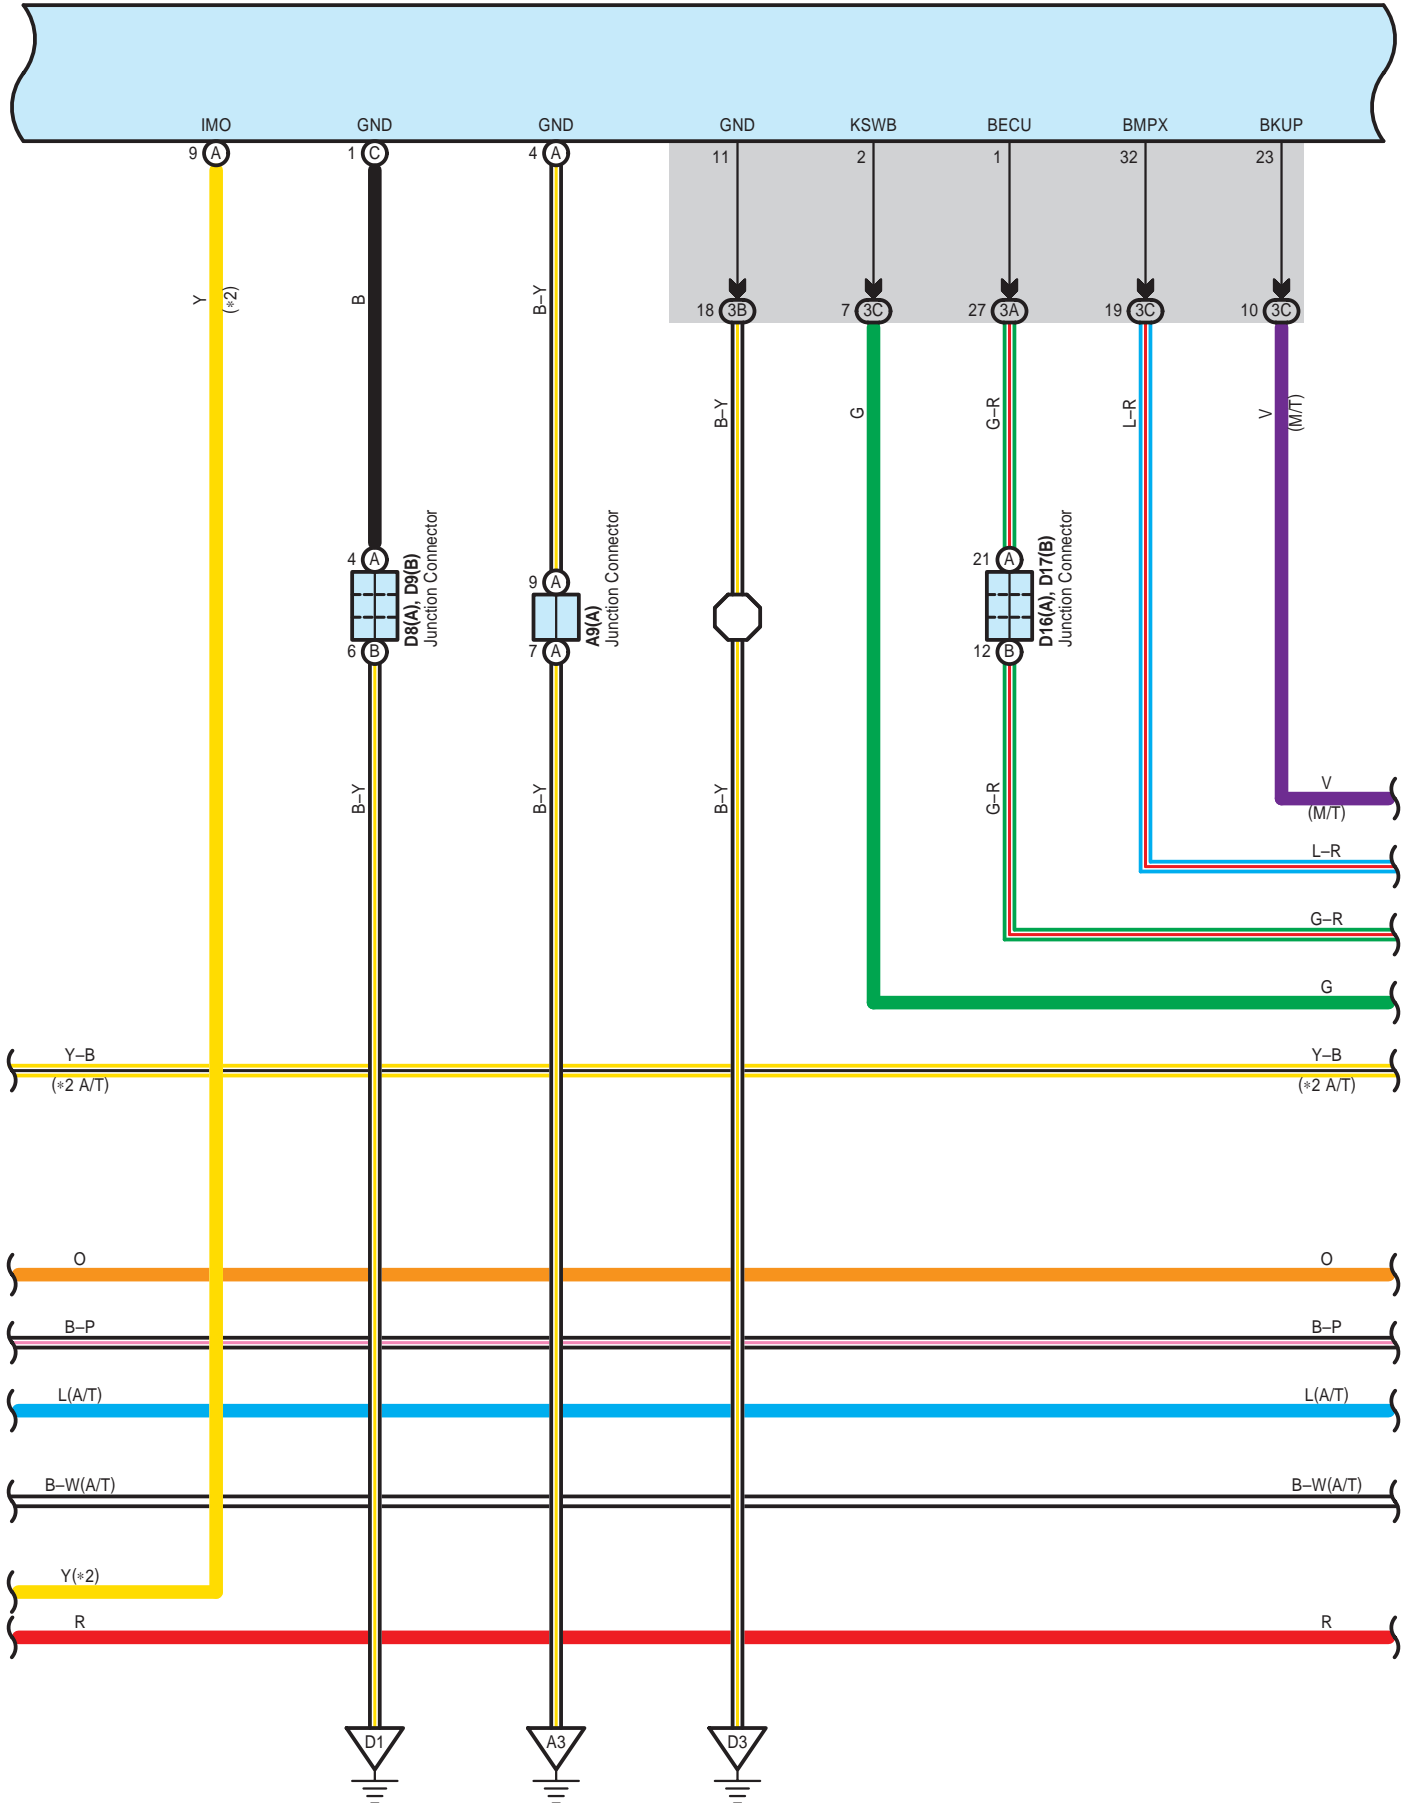 IMO GND GND GND KSWB BECU BMPX BKUP
9 A 1 C 4 A 11 2 1 32 23
Y (*2) B B–Y
18 3B 7 3C 27 3A 19 3C 10 3C
B–Y G G–R L–R V (M/T)
4 A
D8(A), D9(B)
Junction Connector
6 B
9 A
A9(A)
Junction Connector
7 A
21 A
D16(A), D17(B)
Junction Connector
12 B
B–Y B–Y B–Y G–R
V
(M/T)
L–R
G–R
G
Y–B Y–B
(*2 A/T) (*2 A/T)
O O
B–P B–P
L(A/T) L(A/T)
B–W(A/T) B–W(A/T)
Y(*2)
R R
D1 A3 D3